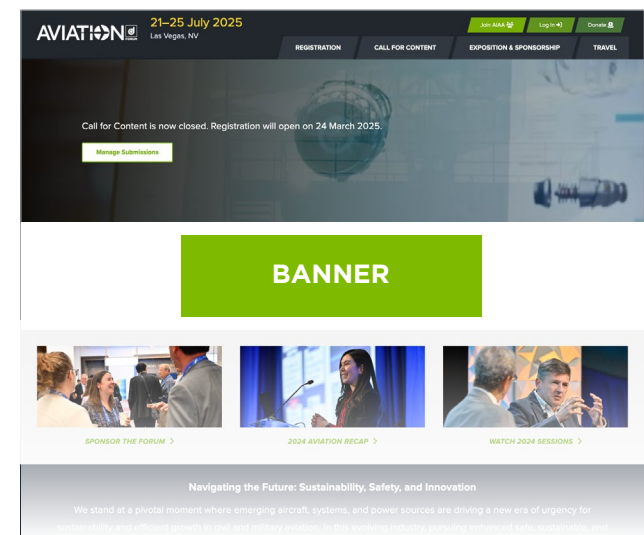 AVIATION FORUM
21–25 July 2025
Las Vegas, NV
Join AIAA
Log In
Donate
REGISTRATION
CALL FOR CONTENT
EXPOSITION & SPONSORSHIP
TRAVEL
Call for Content is now closed. Registration will open on 24 March 2025.
Manage Submissions
BANNER
SPONSOR THE FORUM >
2024 AVIATION RECAP >
WATCH 2024 SESSIONS >
Navigating the Future: Sustainability, Safety, and Innovation
We stand at a pivotal moment where emerging aircraft, systems, and power sources are driving a new era of urgency for
sustainability and efficient growth in civil and military aviation. In this evolving industry, pursuing enhanced safe, sustainable, and